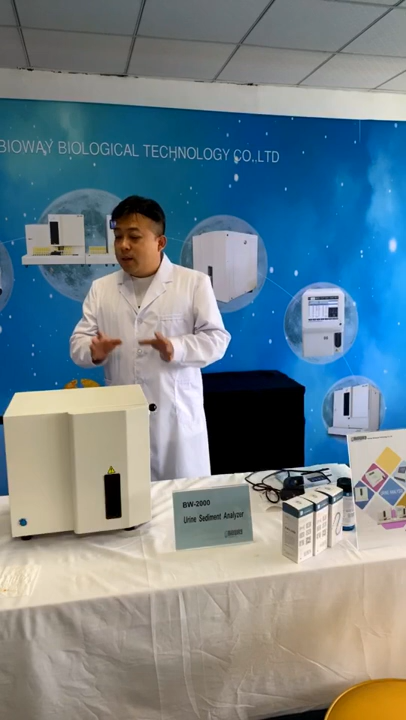 BIOWAY BIOLOGICAL TECHNOLOGY CO.,LTD
BW-2000
Urine Sediment Analyzer